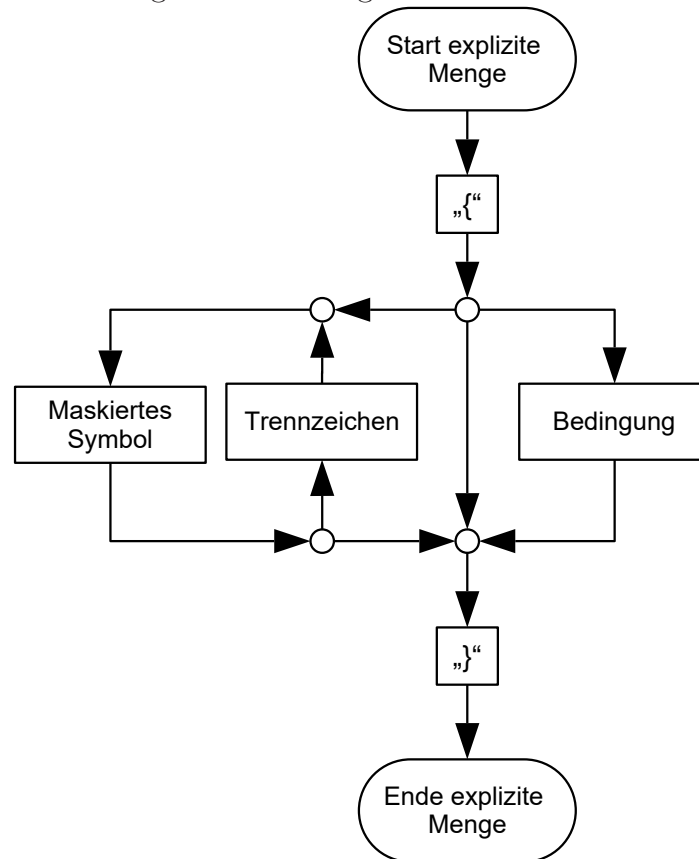 Start explizite
Menge
„{“
Maskiertes
Symbol
Trennzeichen
Bedingung
„}“
Ende explizite
Menge